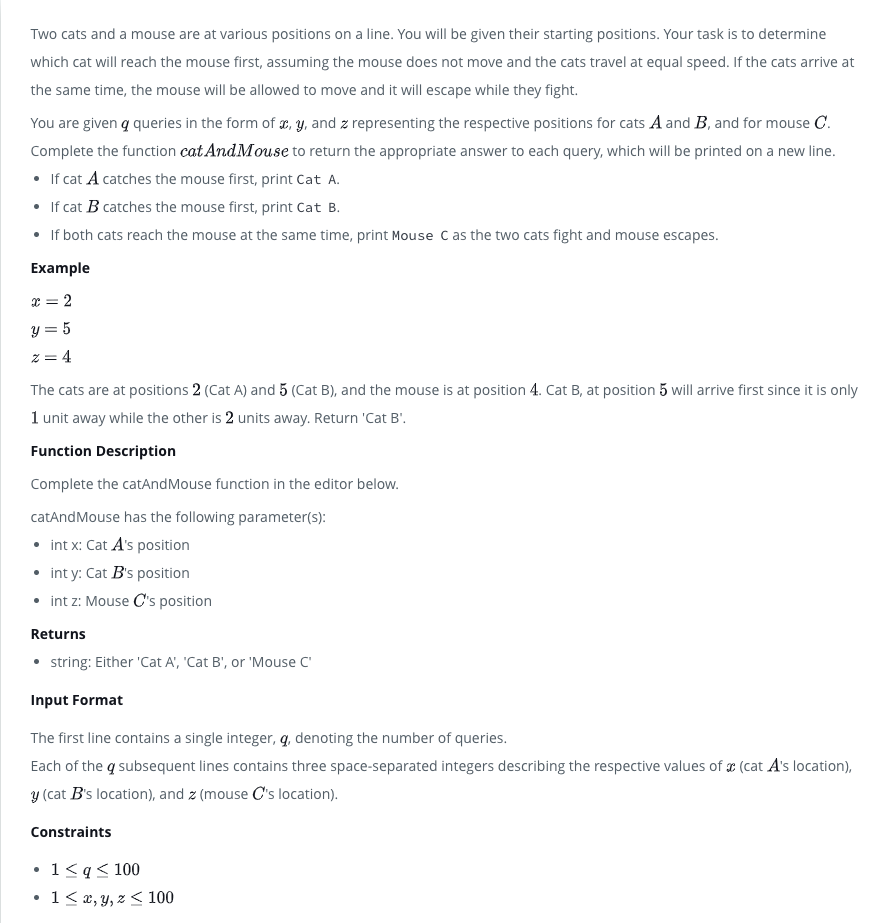 Two cats and a mouse are at various positions on a line. You will be given their starting positions. Your task is to determine
which cat will reach the mouse first, assuming the mouse does not move and the cats travel at equal speed. If the cats arrive at
the same time, the mouse will be allowed to move and it will escape while they fight.
You are given q queries in the form of x, y, and z representing the respective positions for cats A and B, and for mouse C.
Complete the function catAndMouse to return the appropriate answer to each query, which will be printed on a new line.
• If cat A catches the mouse first, print Cat A.
• If cat B catches the mouse first, print Cat B.
• If both cats reach the mouse at the same time, print Mouse C as the two cats fight and mouse escapes.
Example
x = 2
y = 5
z = 4
The cats are at positions 2 (Cat A) and 5 (Cat B), and the mouse is at position 4. Cat B, at position 5 will arrive first since it is only
1 unit away while the other is 2 units away. Return 'Cat B'.
Function Description
Complete the catAndMouse function in the editor below.
catAndMouse has the following parameter(s):
• int x: Cat A's position
• int y: Cat B's position
• int z: Mouse C's position
Returns
• string: Either 'Cat A', 'Cat B', or 'Mouse C'
Input Format
The first line contains a single integer, q, denoting the number of queries.
Each of the q subsequent lines contains three space-separated integers describing the respective values of x (cat A's location),
y (cat B's location), and z (mouse C's location).
Constraints
• 1 ≤ q ≤ 100
• 1 ≤ x, y, z ≤ 100